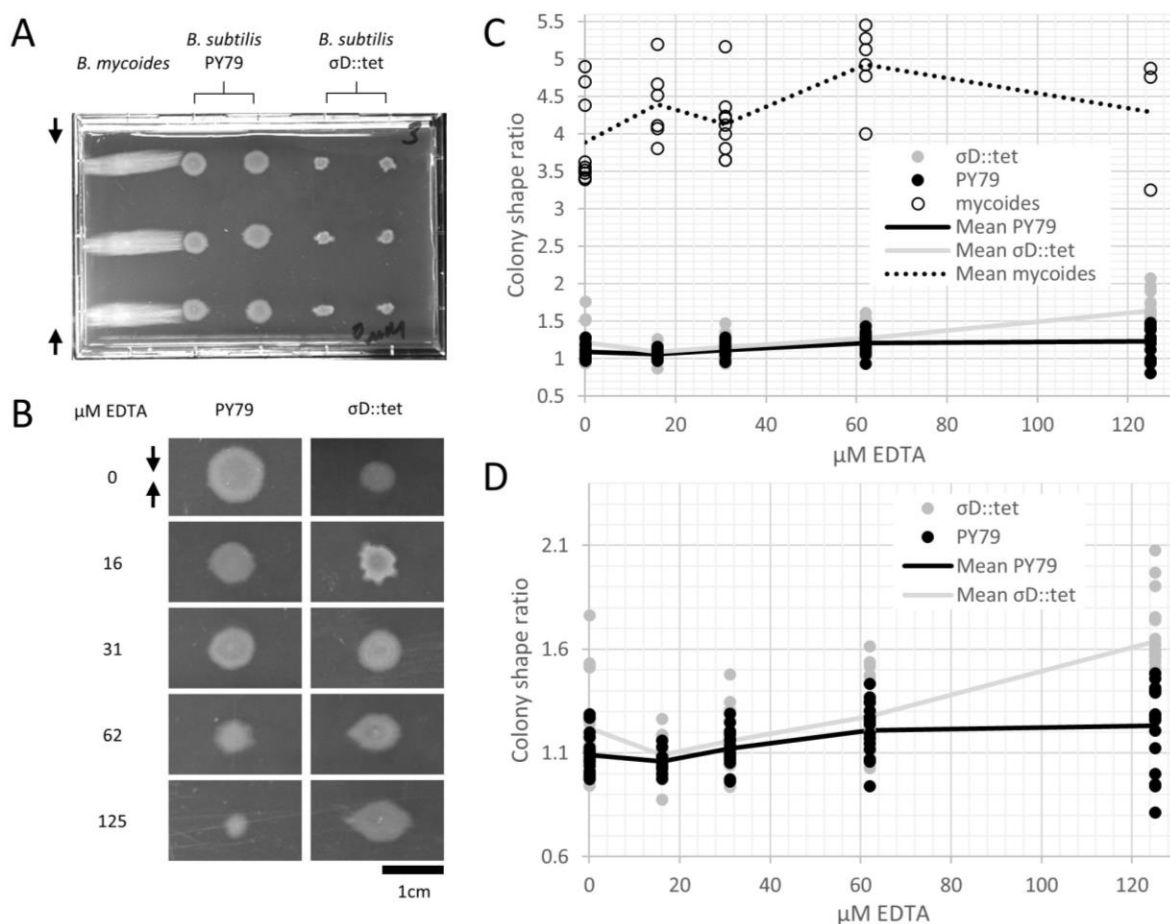 A
B. mycoides
B. subtilis
PY79
B. subtilis
σD::tet
5
B
μM EDTA
PY79
σD::tet
0
16
31
62
125
1cm
C
Colony shape ratio
5.5
5
4.5
4
3.5
3
2.5
2
1.5
1
0.5
σD::tet
PY79
mycoides
Mean PY79
Mean σD::tet
Mean mycoides
0 20 40 60 80 100 120
μM EDTA
D
Colony shape ratio
2.1
1.6
1.1
0.6
σD::tet
PY79
Mean PY79
Mean σD::tet
0 20 40 60 80 100 120
μM EDTA